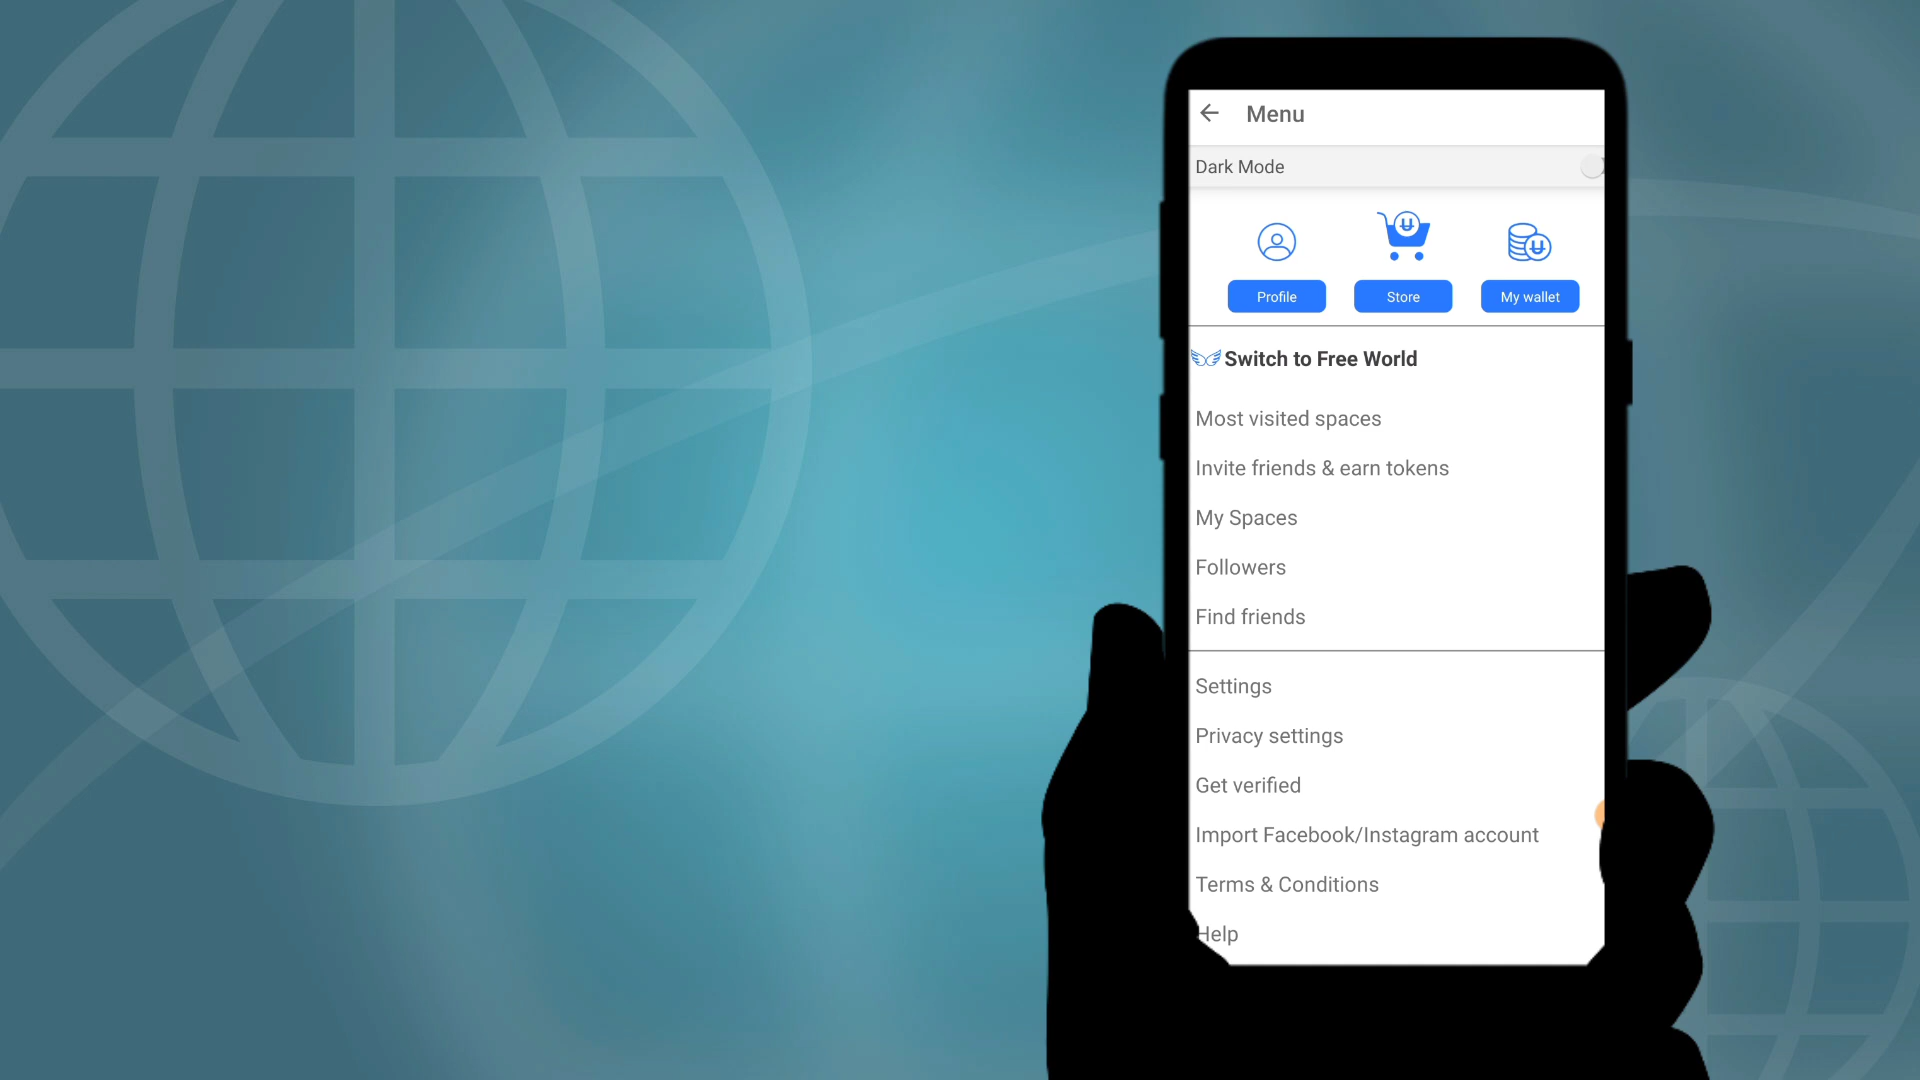 Menu
Dark Mode
Profile
Store
My wallet
Switch to Free World
Most visited spaces
Invite friends & earn tokens
My Spaces
Followers
Find friends
Settings
Privacy settings
Get verified
Import Facebook/Instagram account
Terms & Conditions
Help